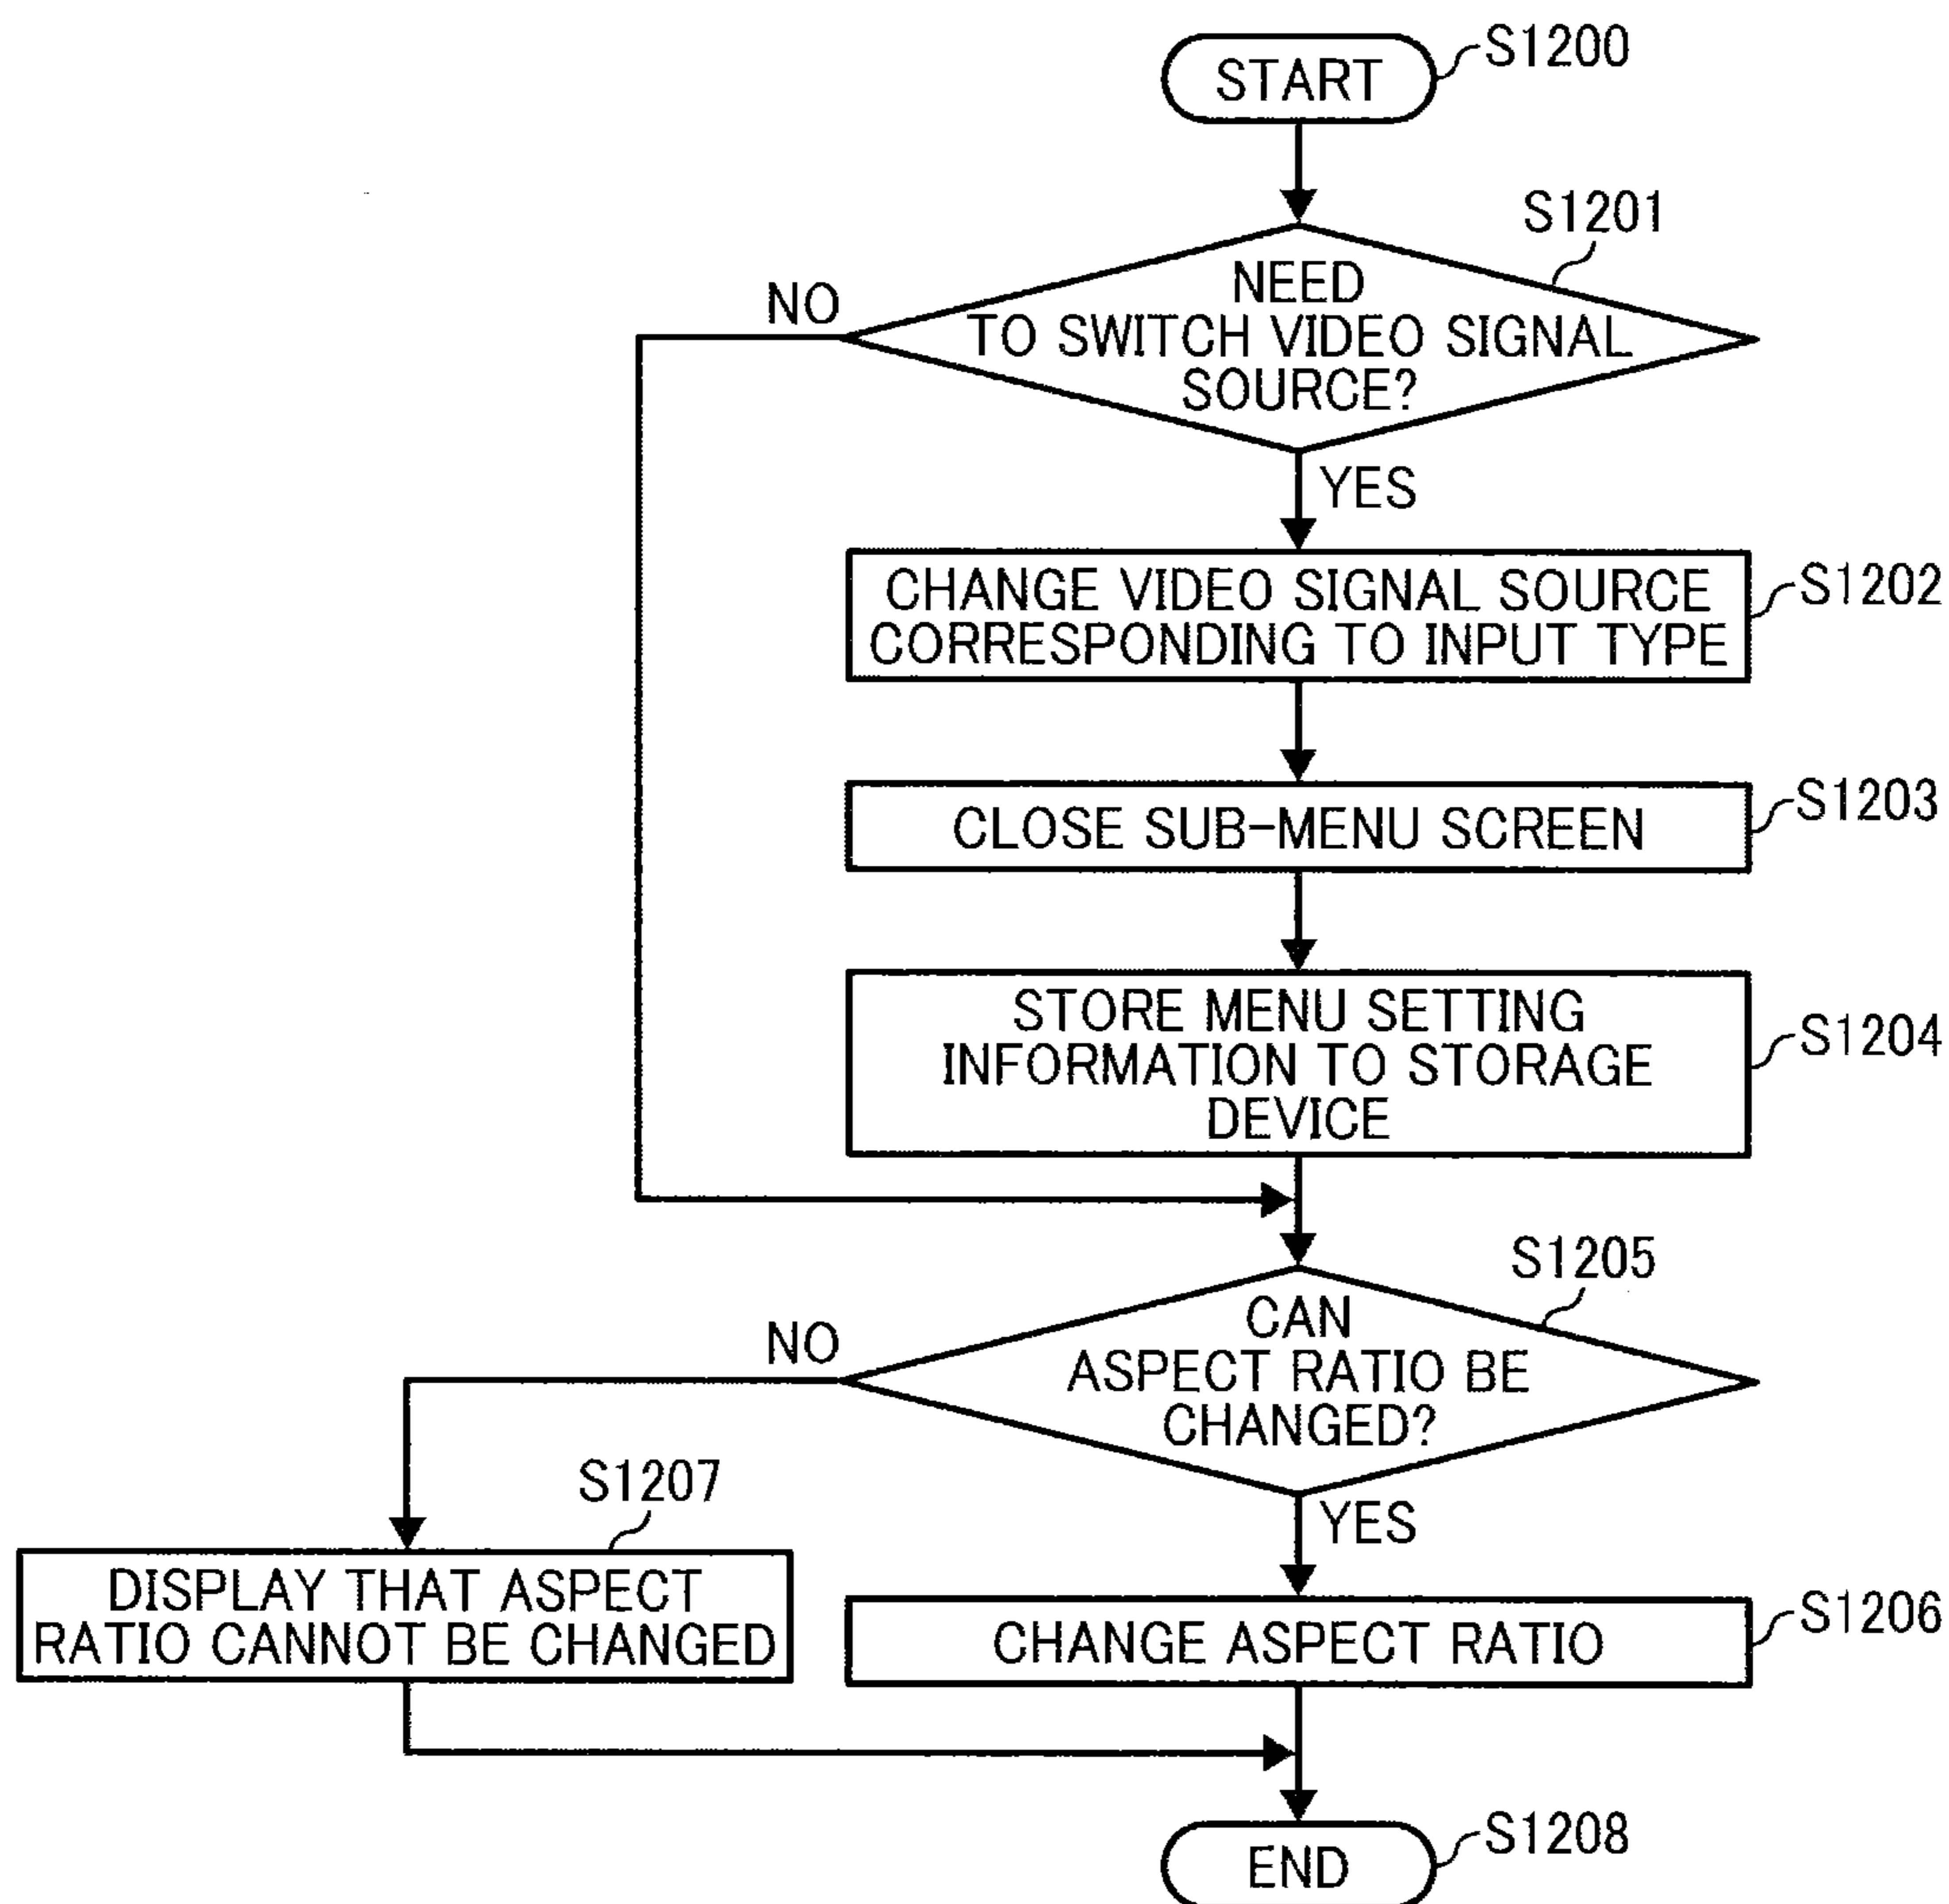 START
S1200
S1201
NEED
TO SWITCH VIDEO SIGNAL
SOURCE?
NO
YES
CHANGE VIDEO SIGNAL SOURCE
CORRESPONDING TO INPUT TYPE
S1202
CLOSE SUB-MENU SCREEN
S1203
STORE MENU SETTING
INFORMATION TO STORAGE
DEVICE
S1204
S1205
CAN
ASPECT RATIO BE
CHANGED?
NO
YES
S1207
DISPLAY THAT ASPECT
RATIO CANNOT BE CHANGED
CHANGE ASPECT RATIO
S1206
END
S1208